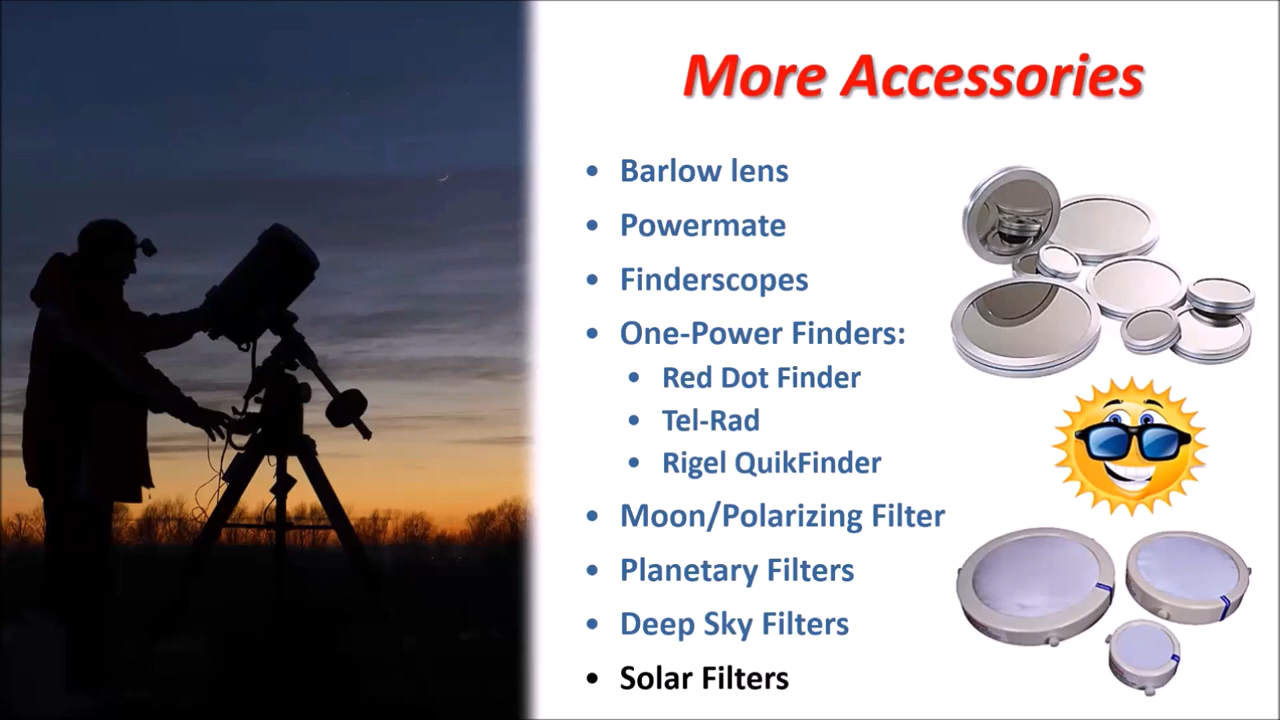 More Accessories
• Barlow lens
• Powermate
• Finderscopes
• One-Power Finders:
• Red Dot Finder
• Tel-Rad
• Rigel QuikFinder
• Moon/Polarizing Filter
• Planetary Filters
• Deep Sky Filters
• Solar Filters